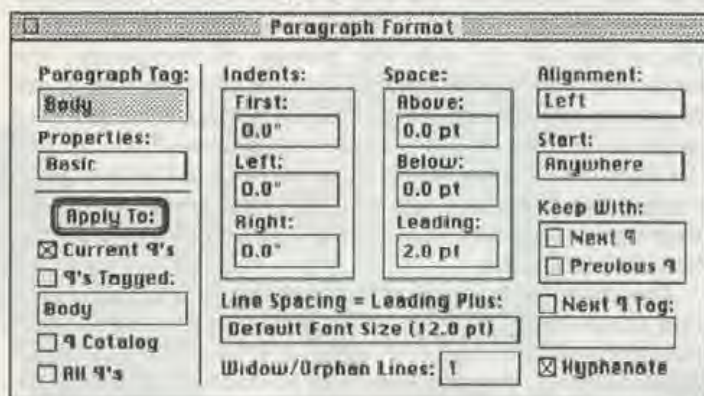 Paragraph Format
Paragraph Tag:
Body
Properties:
Basic
Apply To:
Current ¶'s
¶'s Tagged:
Body
¶ Catalog
All ¶'s
Indents:
First:
0.0"
Left:
0.0"
Right:
0.0"
Space:
Above:
0.0 pt
Below:
0.0 pt
Leading:
2.0 pt
Line Spacing = Leading Plus:
Default Font Size (12.0 pt)
Widow/Orphan Lines: 1
Alignment:
Left
Start:
Anywhere
Keep With:
Next ¶
Previous ¶
Next ¶ Tag:
Hyphenate